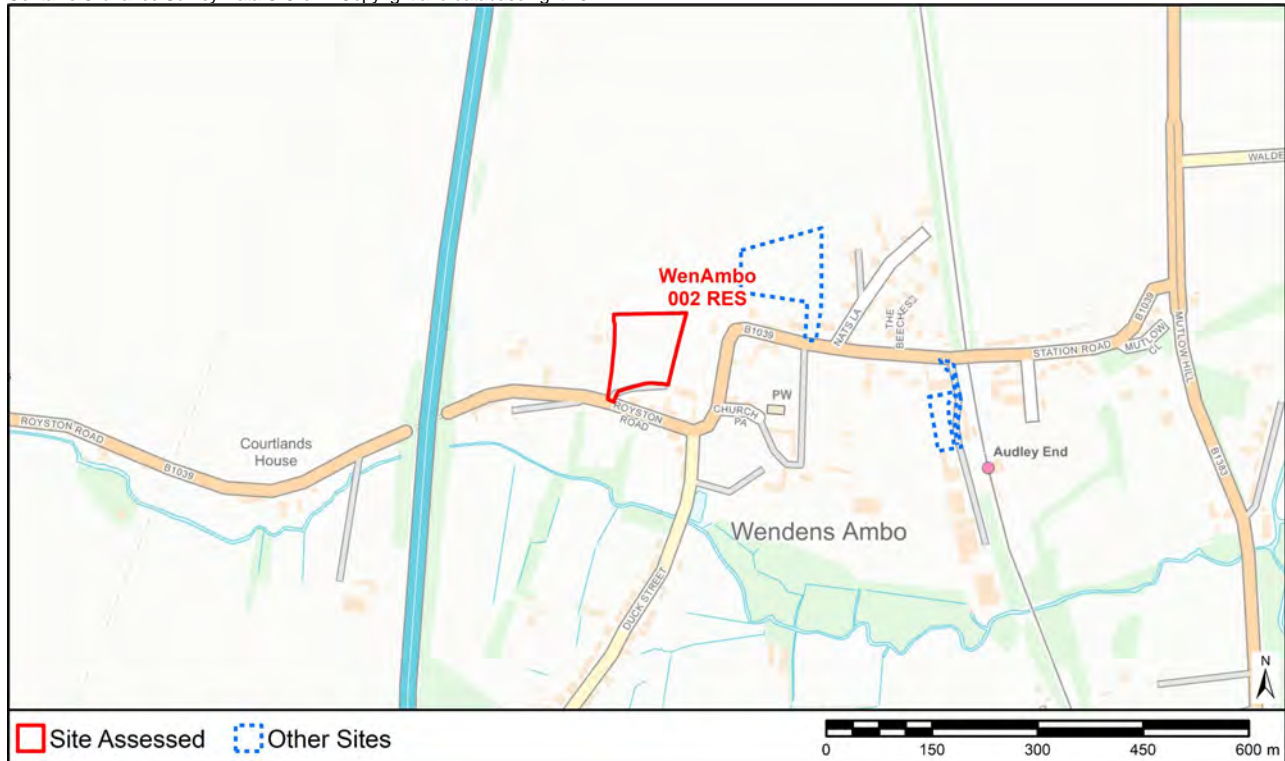 WALDE
WenAmbo
002 RES
B1039
NATS LA
THE
BEECHES
B1039
MUTLOW
CL
STATION ROAD
MUTLOW HILL
PW
CHURCH
PA
ROYSTON
ROAD
ROYSTON ROAD
Courtlands
House
B1039
Audley End
B1383
Wendens Ambo
DUCK STREET
N
Site Assessed
Other Sites
0 150 300 450 600 m